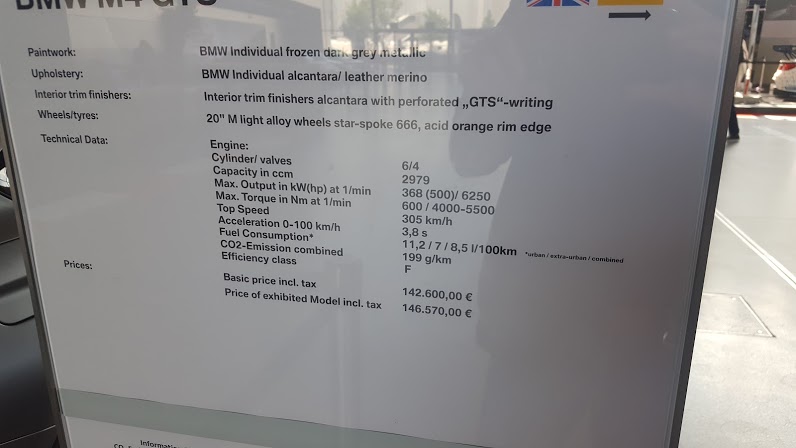 BMW M4 GTS
Paintwork: BMW Individual frozen dark grey metallic
Upholstery: BMW Individual alcantara/ leather merino
Interior trim finishers: Interior trim finishers alcantara with perforated „GTS“-writing
Wheels/tyres: 20" M light alloy wheels star-spoke 666, acid orange rim edge
Technical Data: Engine:
Cylinder/ valves 6/4
Capacity in ccm 2979
Max. Output in kW(hp) at 1/min 368 (500)/ 6250
Max. Torque in Nm at 1/min 600 / 4000-5500
Top Speed 305 km/h
Acceleration 0-100 km/h 3,8 s
Fuel Consumption* 11,2 / 7 / 8,5 l/100km *urban / extra-urban / combined
CO2-Emission combined 199 g/km
Efficiency class F
Prices: Basic price incl. tax 142.600,00 €
Price of exhibited Model incl. tax 146.570,00 €
Information